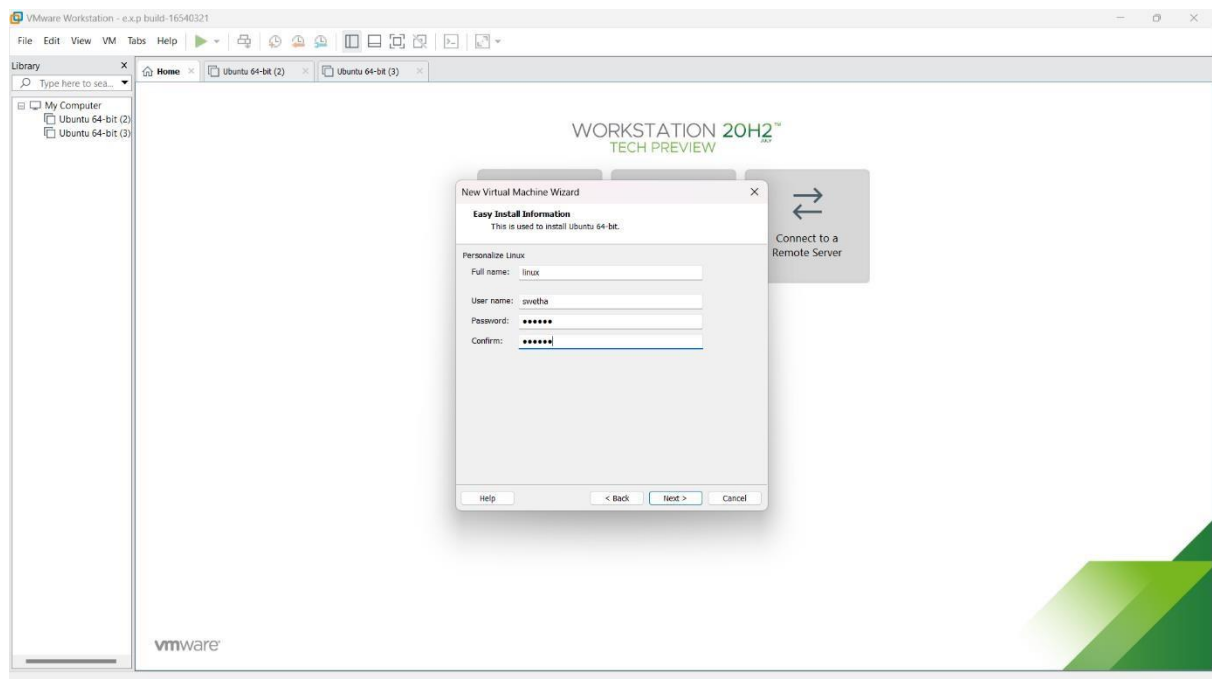 VMware Workstation - e.x.p build-16540321
File Edit View VM Tabs Help
Library X
Type here to sea...
My Computer
Ubuntu 64-bit (2)
Ubuntu 64-bit (3)
Home × Ubuntu 64-bit (2) × Ubuntu 64-bit (3) ×
WORKSTATION 20H2™
TECH PREVIEW
Connect to a
Remote Server
New Virtual Machine Wizard ×
Easy Install Information
This is used to install Ubuntu 64-bit.
Personalize Linux
Full name: linux
User name: swetha
Password: ●●●●●●
Confirm: ●●●●●●
Help < Back Next > Cancel
vmware